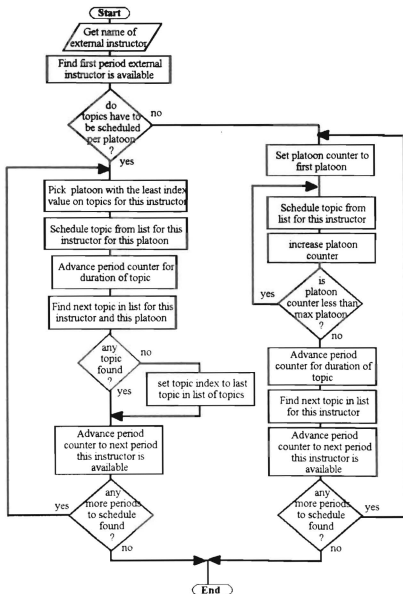 Start
Get name of
external instructor
Find first period external
instructor is available
do
topics have to
be scheduled
per platoon
?
no
yes
Pick platoon with the least index
value on topics for this instructor
Schedule topic from list for this
instructor for this platoon
Advance period counter for
duration of topic
Find next topic in list for this
instructor and this platoon
any
topic
found
?
no
yes
set topic index to last
topic in list of topics
Advance period
counter to next period
this instructor is
available
yes
any
more periods
to schedule
found
?
no
Set platoon counter to
first platoon
Schedule topic from
list for this instructor
increase platoon
counter
yes
is
platoon
counter less than
max platoon
?
no
Advance period
counter for duration of
topic
Find next topic in list
for this instructor
Advance period
counter to next period
this instructor is
available
any
more periods
to schedule
found
?
yes
no
End